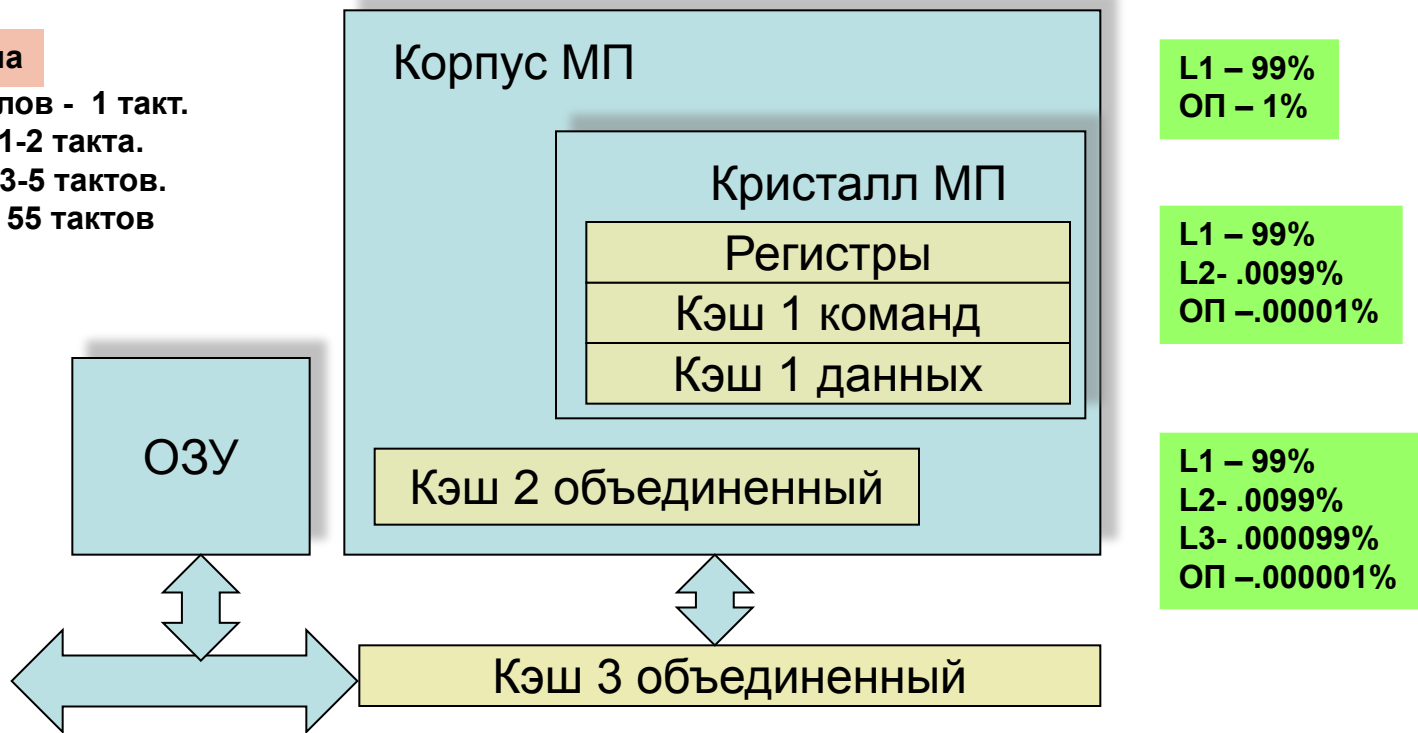 Корпус МП
лов - 1 такт.
1-2 такта.
3-5 тактов.
55 тактов
Кристалл МП
Регистры
Кэш 1 команд
Кэш 1 данных
ОЗУ
Кэш 2 объединенный
Кэш 3 объединенный
L1 – 99%
ОП – 1%
L1 – 99%
L2- .0099%
ОП –.00001%
L1 – 99%
L2- .0099%
L3- .000099%
ОП –.000001%